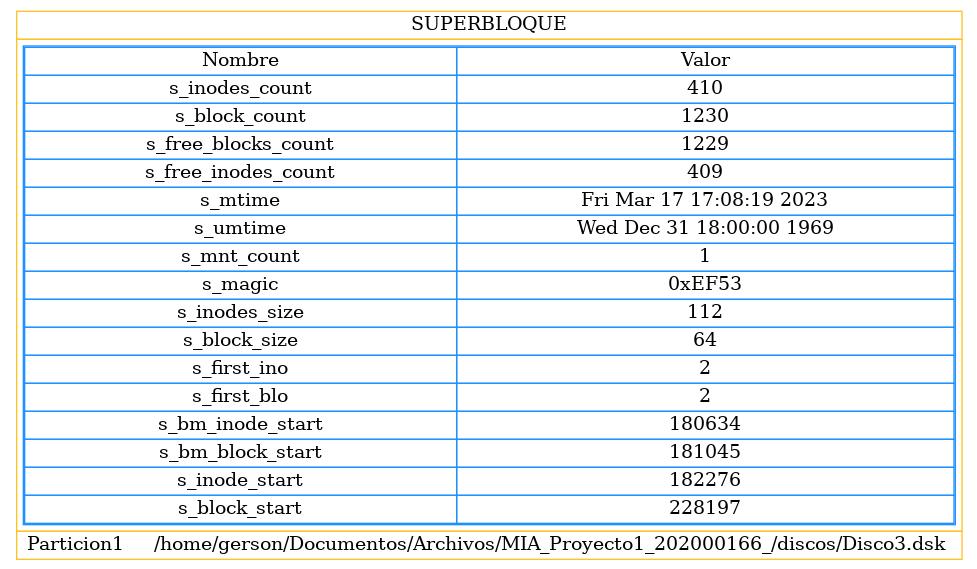 SUPERBLOQUE
Nombre Valor
s_inodes_count 410
s_block_count 1230
s_free_blocks_count 1229
s_free_inodes_count 409
s_mtime Fri Mar 17 17:08:19 2023
s_umtime Wed Dec 31 18:00:00 1969
s_mnt_count 1
s_magic 0xEF53
s_inodes_size 112
s_block_size 64
s_first_ino 2
s_first_blo 2
s_bm_inode_start 180634
s_bm_block_start 181045
s_inode_start 182276
s_block_start 228197
Particion1 /home/gerson/Documentos/Archivos/MIA_Proyecto1_202000166_/discos/Disco3.dsk